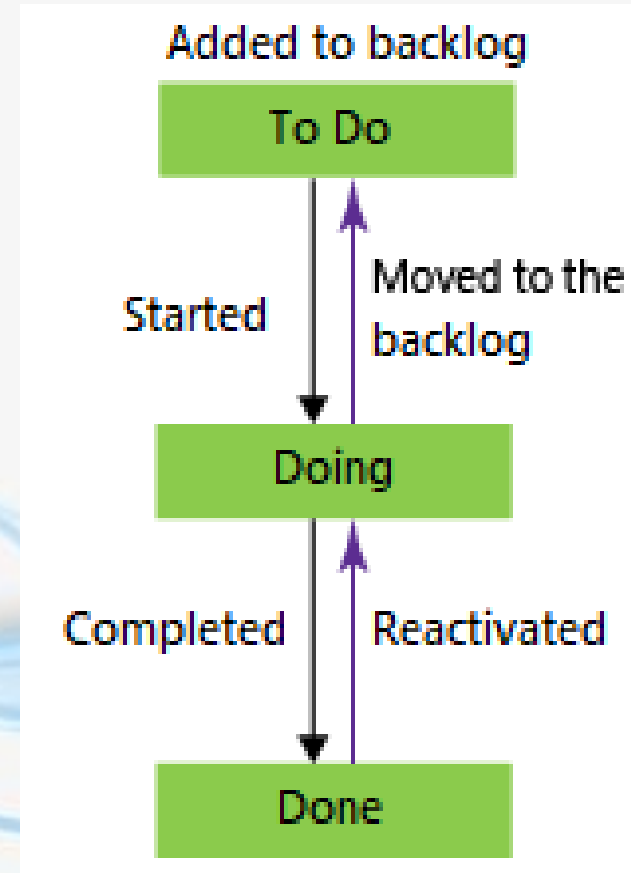 Added to backlog
To Do
Started
Moved to the
backlog
Doing
Completed
Reactivated
Done